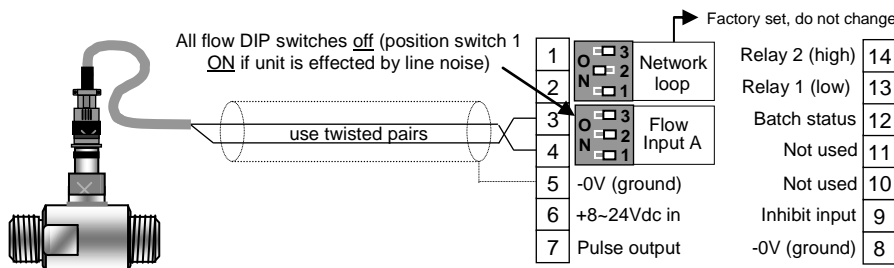 Factory set, do not change
All flow DIP switches off (position switch 1
ON if unit is effected by line noise)
use twisted pairs
1
2
3
4
5 -0V (ground)
6 +8~24Vdc in
7 Pulse output
O
N
3
2
1
Network
loop
O
N
3
2
1
Flow
Input A
Relay 2 (high) 14
Relay 1 (low) 13
Batch status 12
Not used 11
Not used 10
Inhibit input 9
-0V (ground) 8